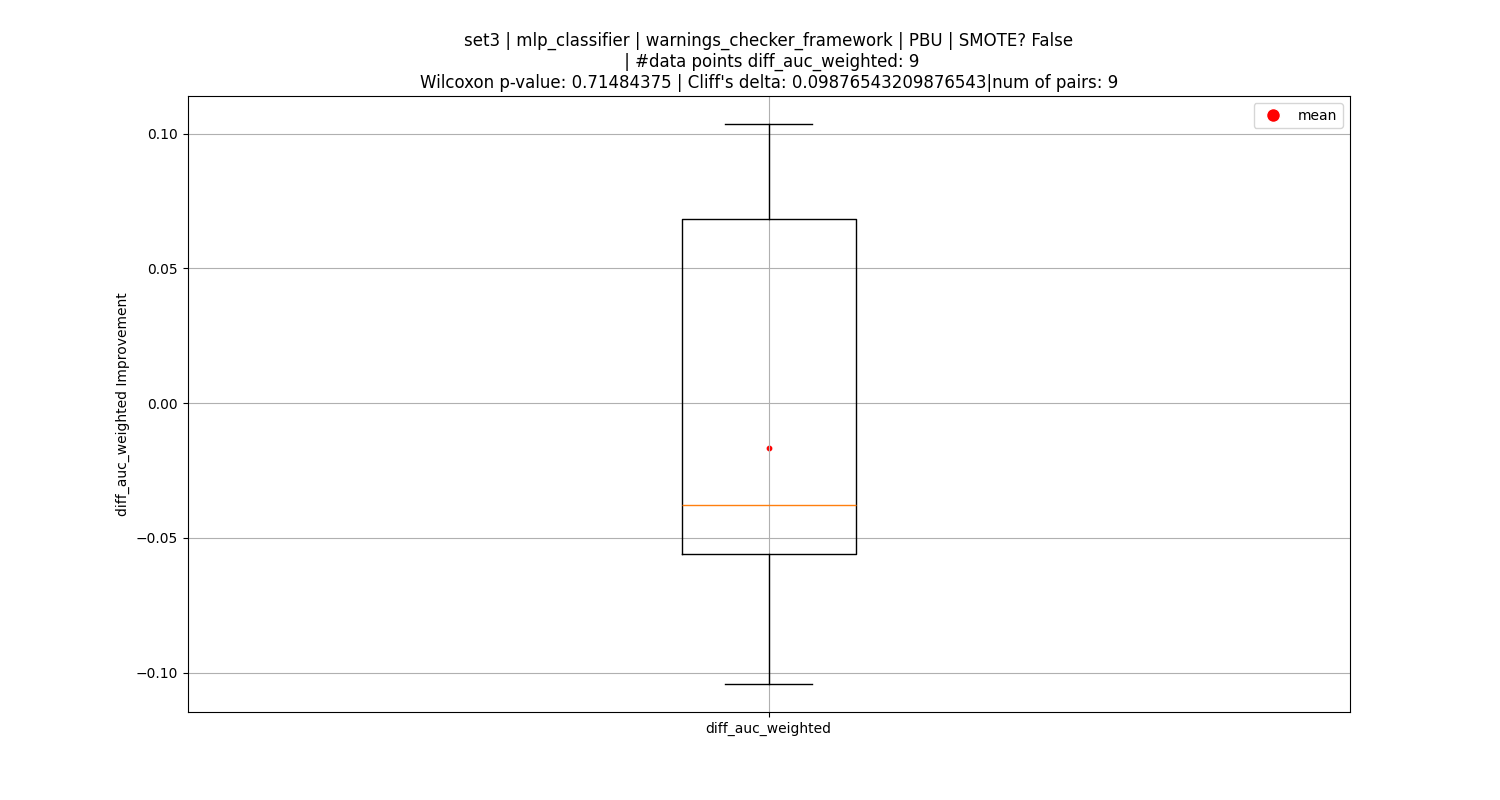 set3 | mlp_classifier | warnings_checker_framework | PBU | SMOTE? False
| #data points diff_auc_weighted: 9
Wilcoxon p-value: 0.71484375 | Cliff's delta: 0.09876543209876543|num of pairs: 9
mean
0.10
0.05
0.00
−0.05
−0.10
diff_auc_weighted Improvement
diff_auc_weighted